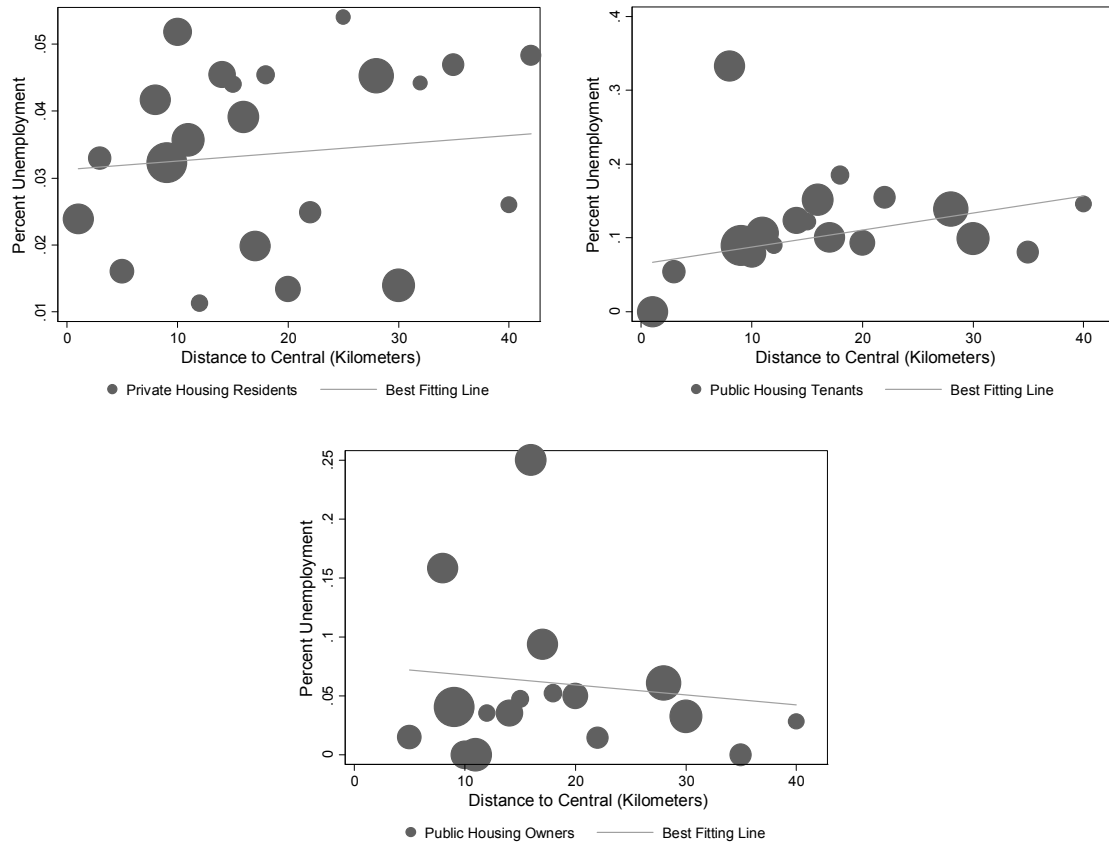 Percent Unemployment
.01 .02 .03 .04 .05
0 10 20 30 40
Distance to Central (Kilometers)
Private Housing Residents Best Fitting Line
Percent Unemployment
0 .1 .2 .3 .4
0 10 20 30 40
Distance to Central (Kilometers)
Public Housing Tenants Best Fitting Line
Percent Unemployment
0 .05 .1 .15 .2 .25
0 10 20 30 40
Distance to Central (Kilometers)
Public Housing Owners Best Fitting Line